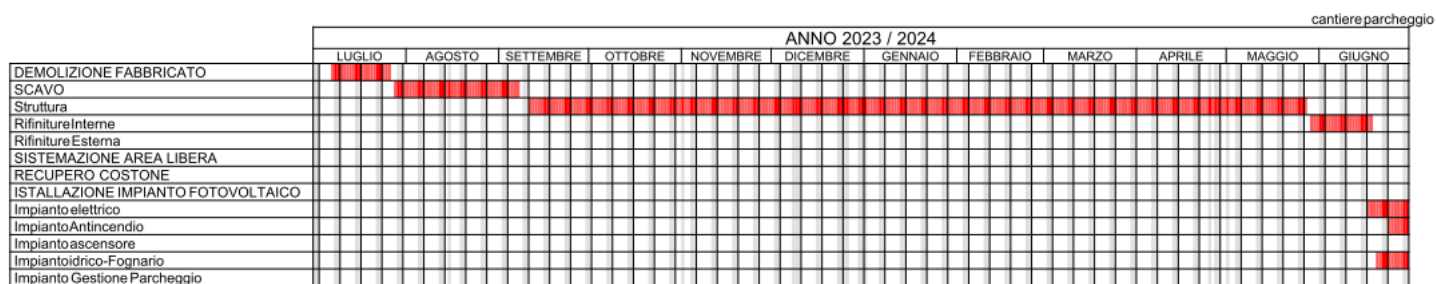 cantiere parcheggio
ANNO 2023 / 2024
LUGLIO AGOSTO SETTEMBRE OTTOBRE NOVEMBRE DICEMBRE GENNAIO FEBBRAIO MARZO APRILE MAGGIO GIUGNO
DEMOLIZIONE FABBRICATO
SCAVO
Struttura
Rifiniture Interne
Rifiniture Esterna
SISTEMAZIONE AREA LIBERA
RECUPERO COSTONE
ISTALLAZIONE IMPIANTO FOTOVOLTAICO
Impianto elettrico
Impianto Antincendio
Impianto ascensore
Impianto idrico-Fognario
Impianto Gestione Parcheggio